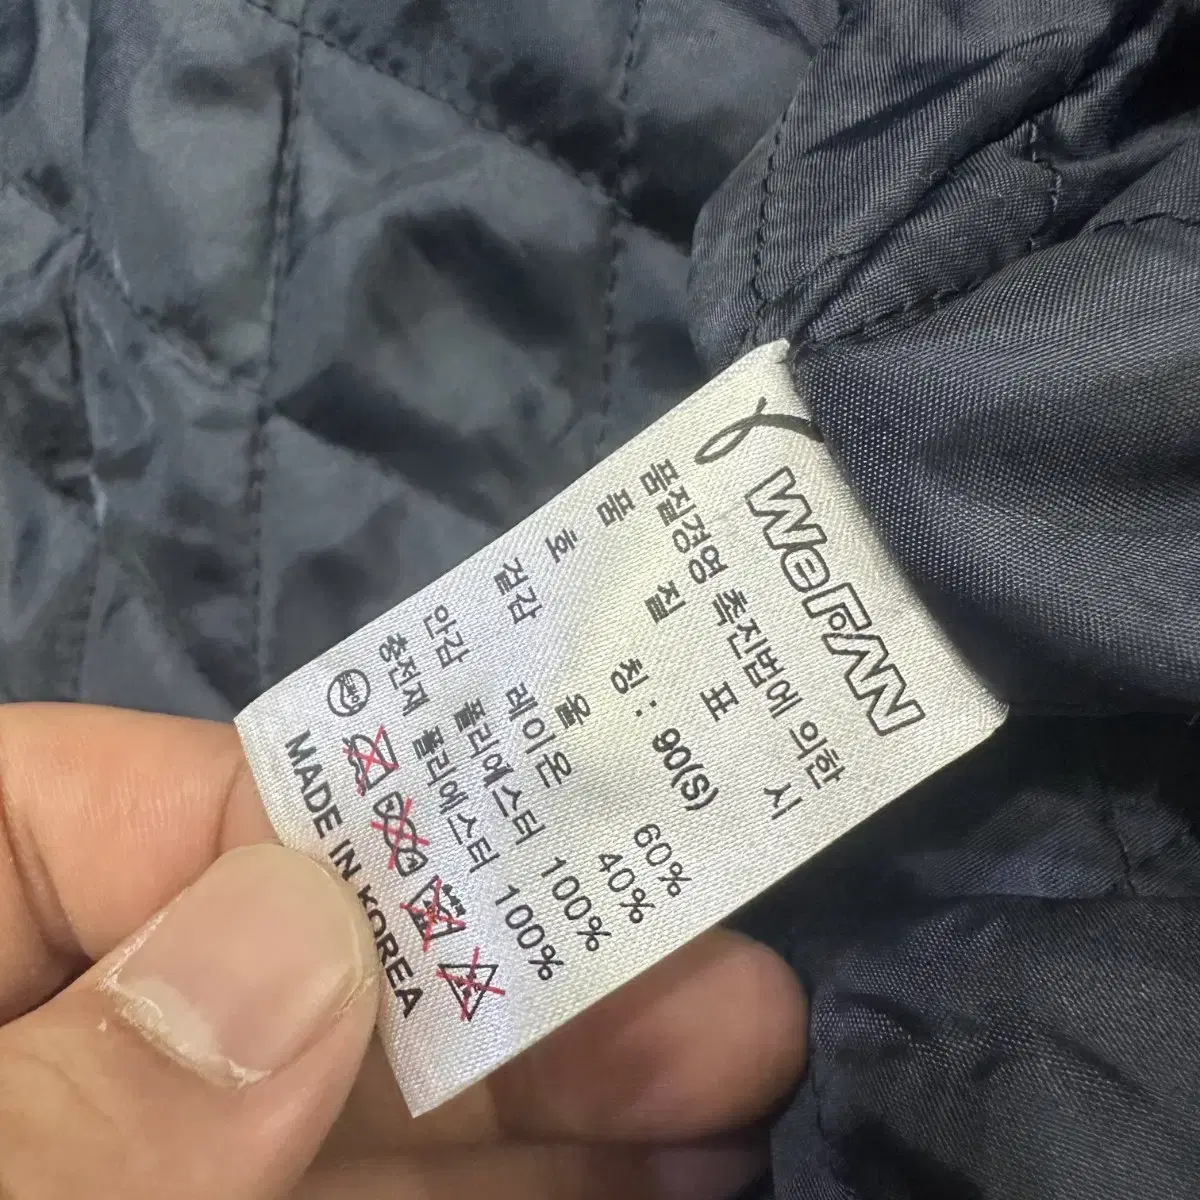 WeFAN
품질경영 촉진법에 의한
품 질 표 시
호 칭 : 90(S)
겉감 울 60%
레이온 40%
안감 폴리에스터 100%
충전재 폴리에스터 100%
MADE IN KOREA